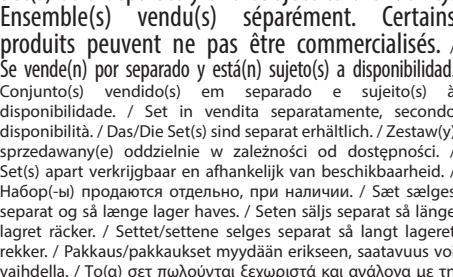 Ensemble(s) vendu(s) séparément. Certains
produits peuvent ne pas être commercialisés. /
Se vende(n) por separado y está(n) sujeto(s) a disponibilidad.
Conjunto(s) vendido(s) em separado e sujeito(s) à
disponibilidade. / Set in vendita separatamente, secondo
disponibilità. / Das/Die Set(s) sind separat erhältlich. / Zestaw(y)
sprzedawany(e) oddzielnie w zależności od dostępności. /
Set(s) apart verkrijgbaar en afhankelijk van beschikbaarheid. /
Набор(-ы) продаются отдельно, при наличии. / Sæt sælges
separat og så længe lager haves. / Seten säljs separat så länge
lagret räcker. / Settet/settene selges separat så langt lageret
rekker. / Pakkaus/pakkaukset myydään erikseen, saatavuus voi
vaihdella. / Το(α) σετ πωλούνται ξεχωριστά και ανάλογα με τη